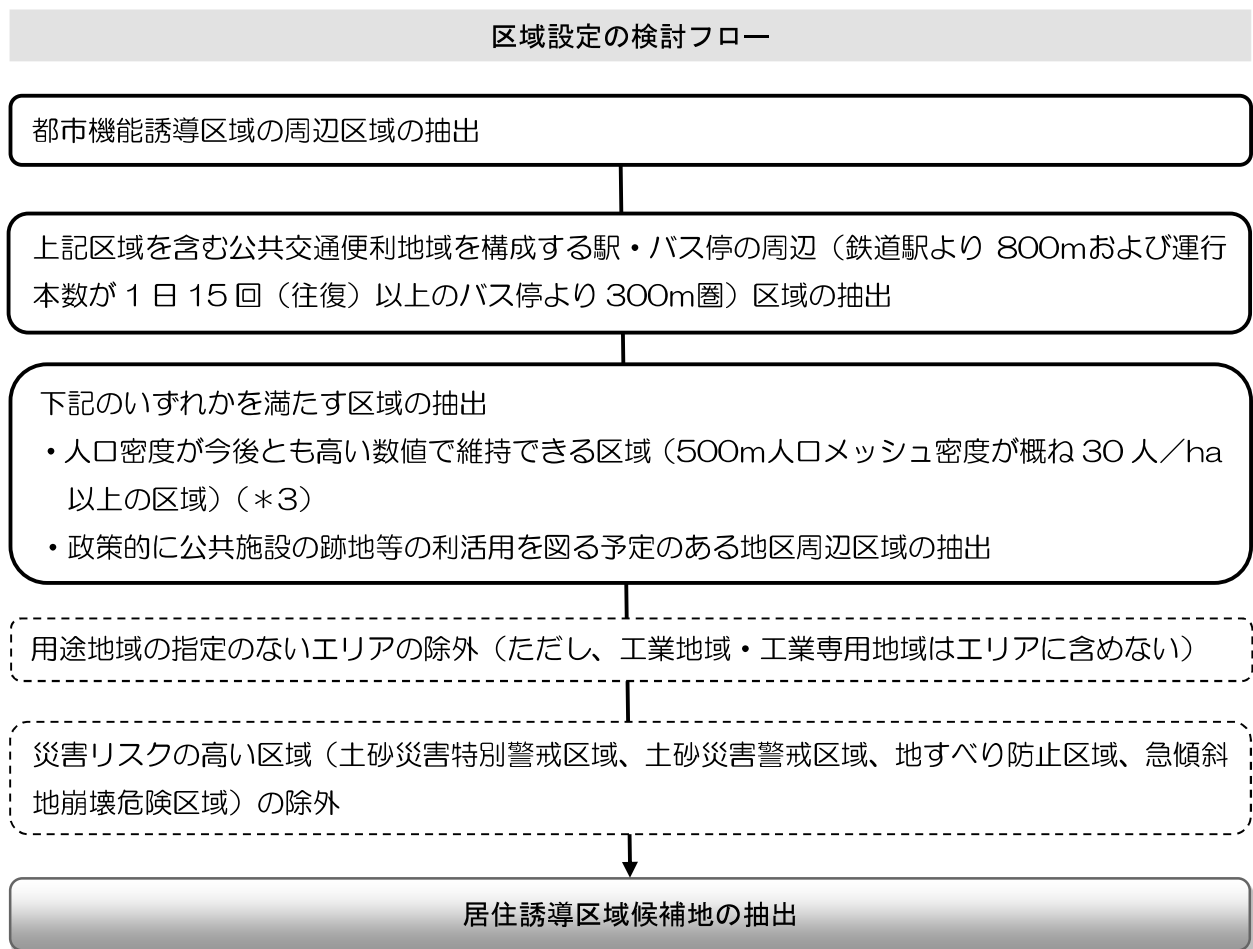 区域設定の検討フロー
都市機能誘導区域の周辺区域の抽出
上記区域を含む公共交通便利地域を構成する駅・バス停の周辺（鉄道駅より 800mおよび運行
本数が 1 日 15 回（往復）以上のバス停より 300m圏）区域の抽出
下記のいずれかを満たす区域の抽出
・人口密度が今後とも高い数値で維持できる区域（500m人口メッシュ密度が概ね 30 人／ha
以上の区域）（＊3）
・政策的に公共施設の跡地等の利活用を図る予定のある地区周辺区域の抽出
用途地域の指定のないエリアの除外（ただし、工業地域・工業専用地域はエリアに含めない）
災害リスクの高い区域（土砂災害特別警戒区域、土砂災害警戒区域、地すべり防止区域、急傾斜
地崩壊危険区域）の除外
居住誘導区域候補地の抽出